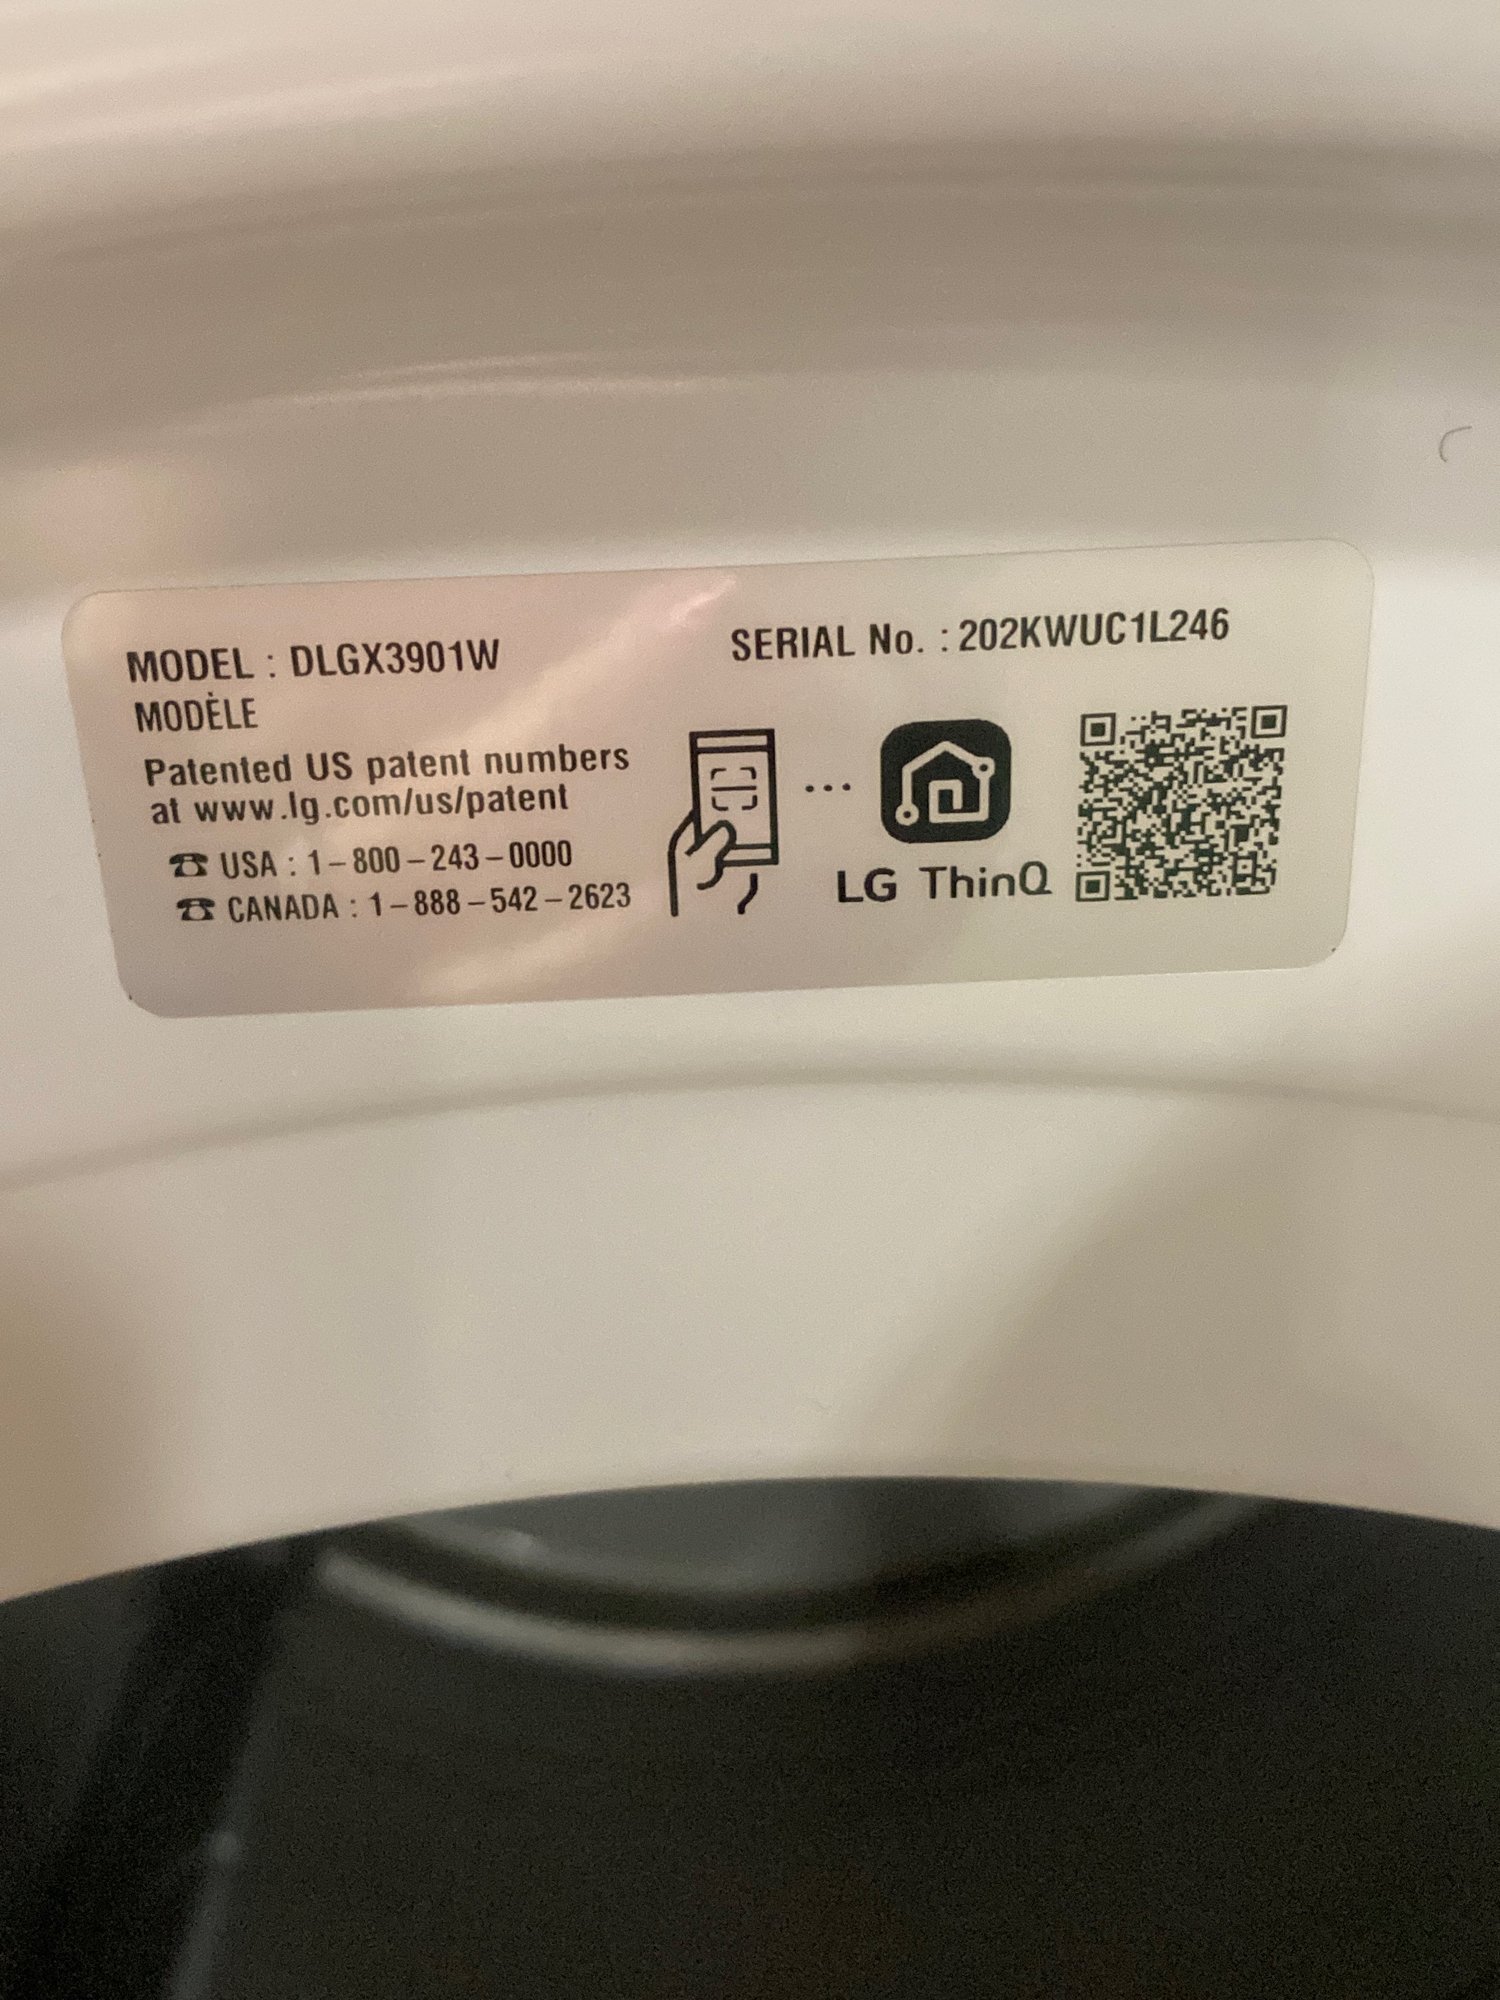 MODEL : DLGX3901W
MODÈLE
SERIAL No. : 202KWUC1L246
Patented US patent numbers
at www.lg.com/us/patent
☎ USA : 1-800-243-0000
☎ CANADA : 1-888-542-2623
LG ThinQ